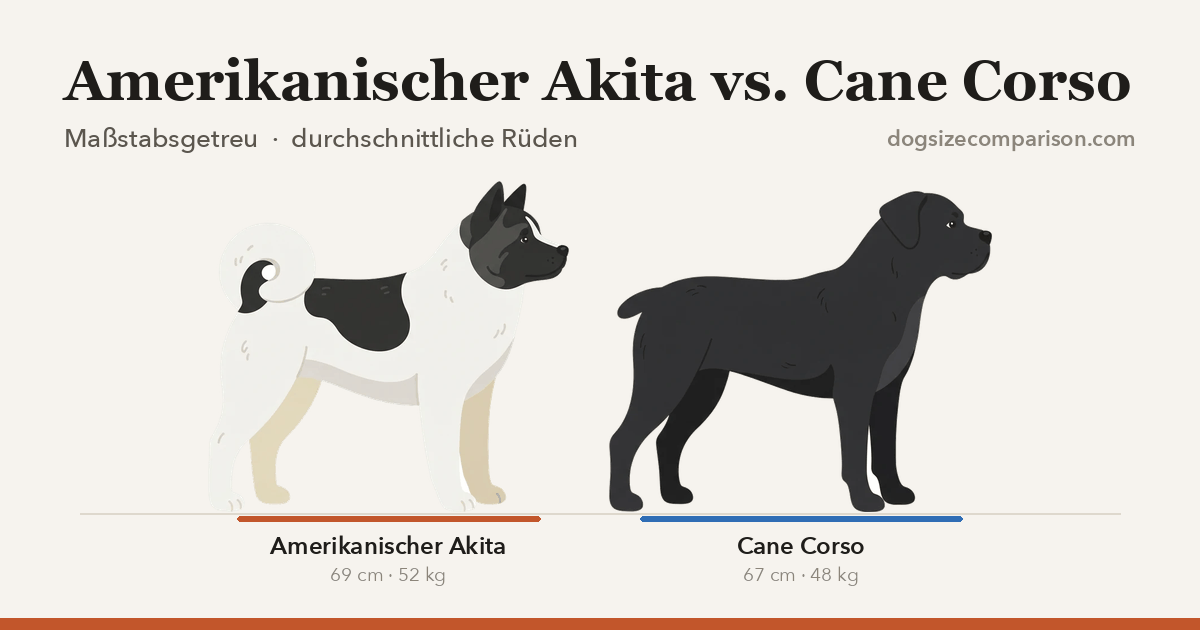 Amerikanischer Akita vs. Cane Corso
Maßstabsgetreu · durchschnittliche Rüden
dogsizecomparison.com
Amerikanischer Akita
69 cm · 52 kg
Cane Corso
67 cm · 48 kg